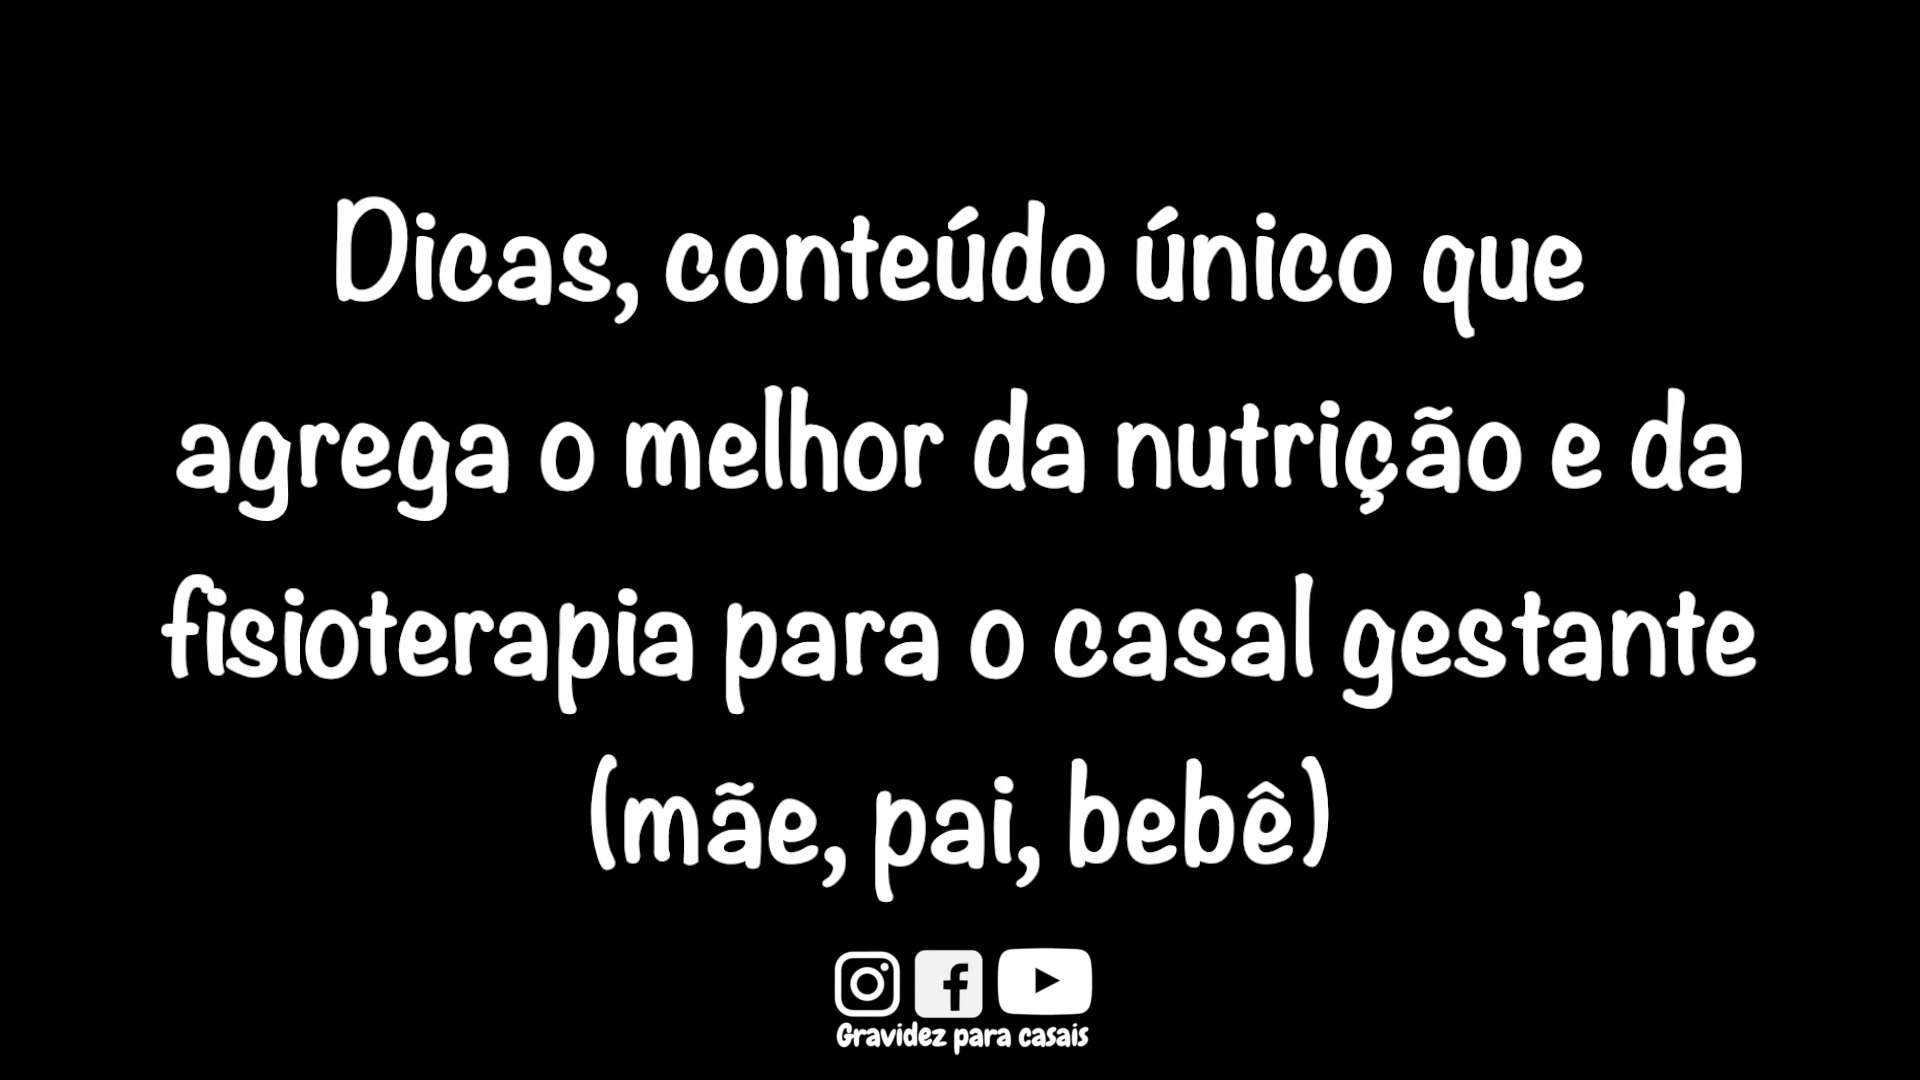 Dicas, conteúdo único que
agrega o melhor da nutrição e da
fisioterapia para o casal gestante
(mãe, pai, bebê)
Gravidez para casais